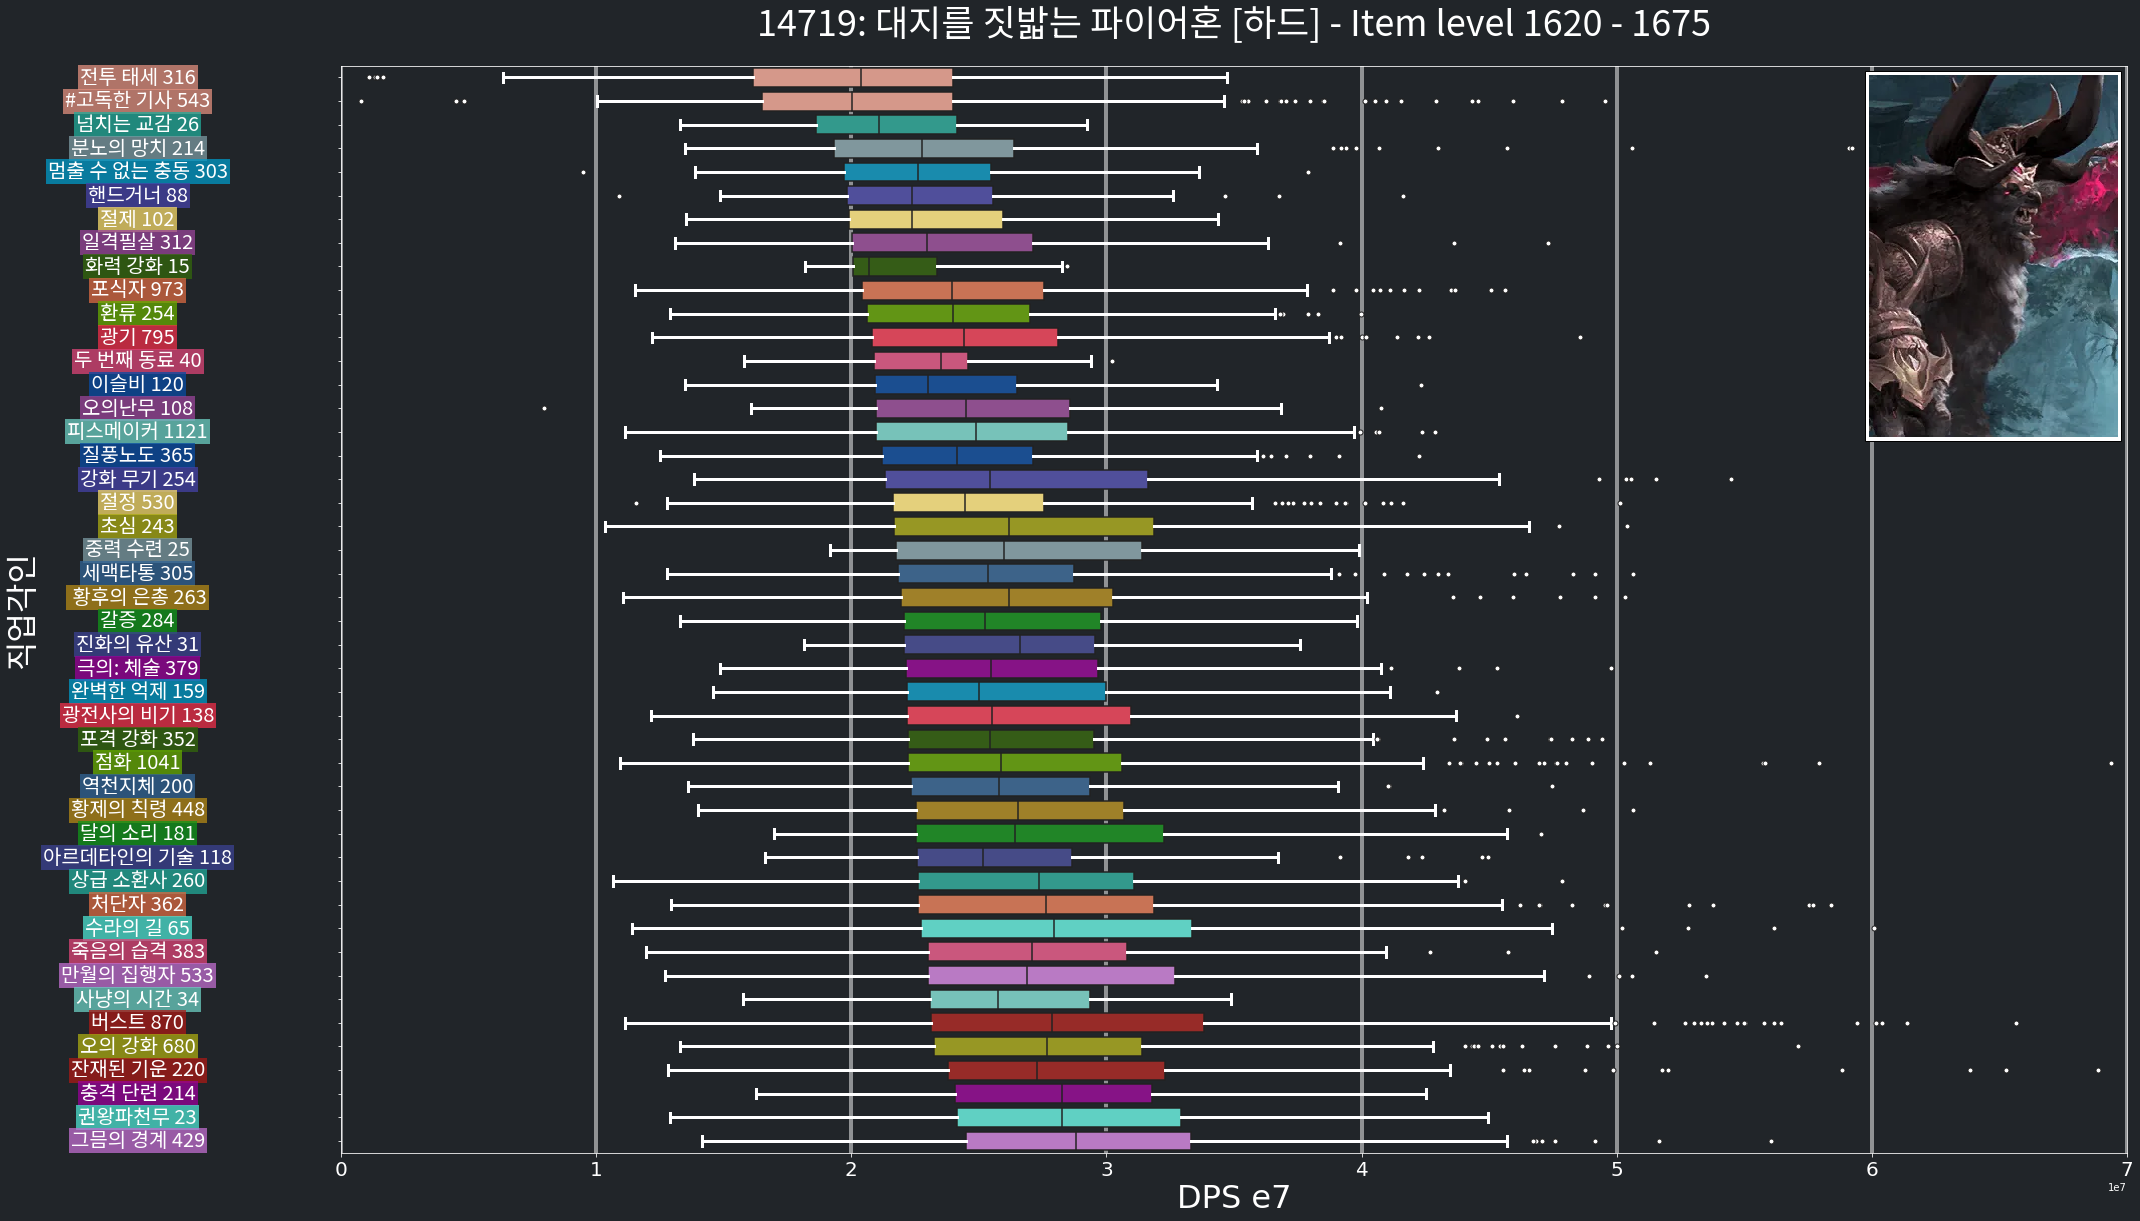 14719: 대지를 짓밟는 파이어혼 [하드] - Item level 1620 - 1675
전투 태세 316
#고독한 기사 543
넘치는 교감 26
분노의 망치 214
멈출 수 없는 충동 303
핸드거너 88
절제 102
일격필살 312
화력 강화 15
포식자 973
환류 254
광기 795
두 번째 동료 40
이슬비 120
오의난무 108
피스메이커 1121
질풍노도 365
강화 무기 254
절정 530
초심 243
중력 수련 25
세맥타통 305
황후의 은총 263
갈증 284
진화의 유산 31
극의: 체술 379
완벽한 억제 159
광전사의 비기 138
포격 강화 352
점화 1041
역천지체 200
황제의 칙령 448
달의 소리 181
아르데타인의 기술 118
상급 소환사 260
처단자 362
수라의 길 65
죽음의 습격 383
만월의 집행자 533
사냥의 시간 34
버스트 870
오의 강화 680
잔재된 기운 220
충격 단련 214
권왕파천무 23
그믐의 경계 429
직업각인
0 1 2 3 4 5 6 7
1e7
DPS e7